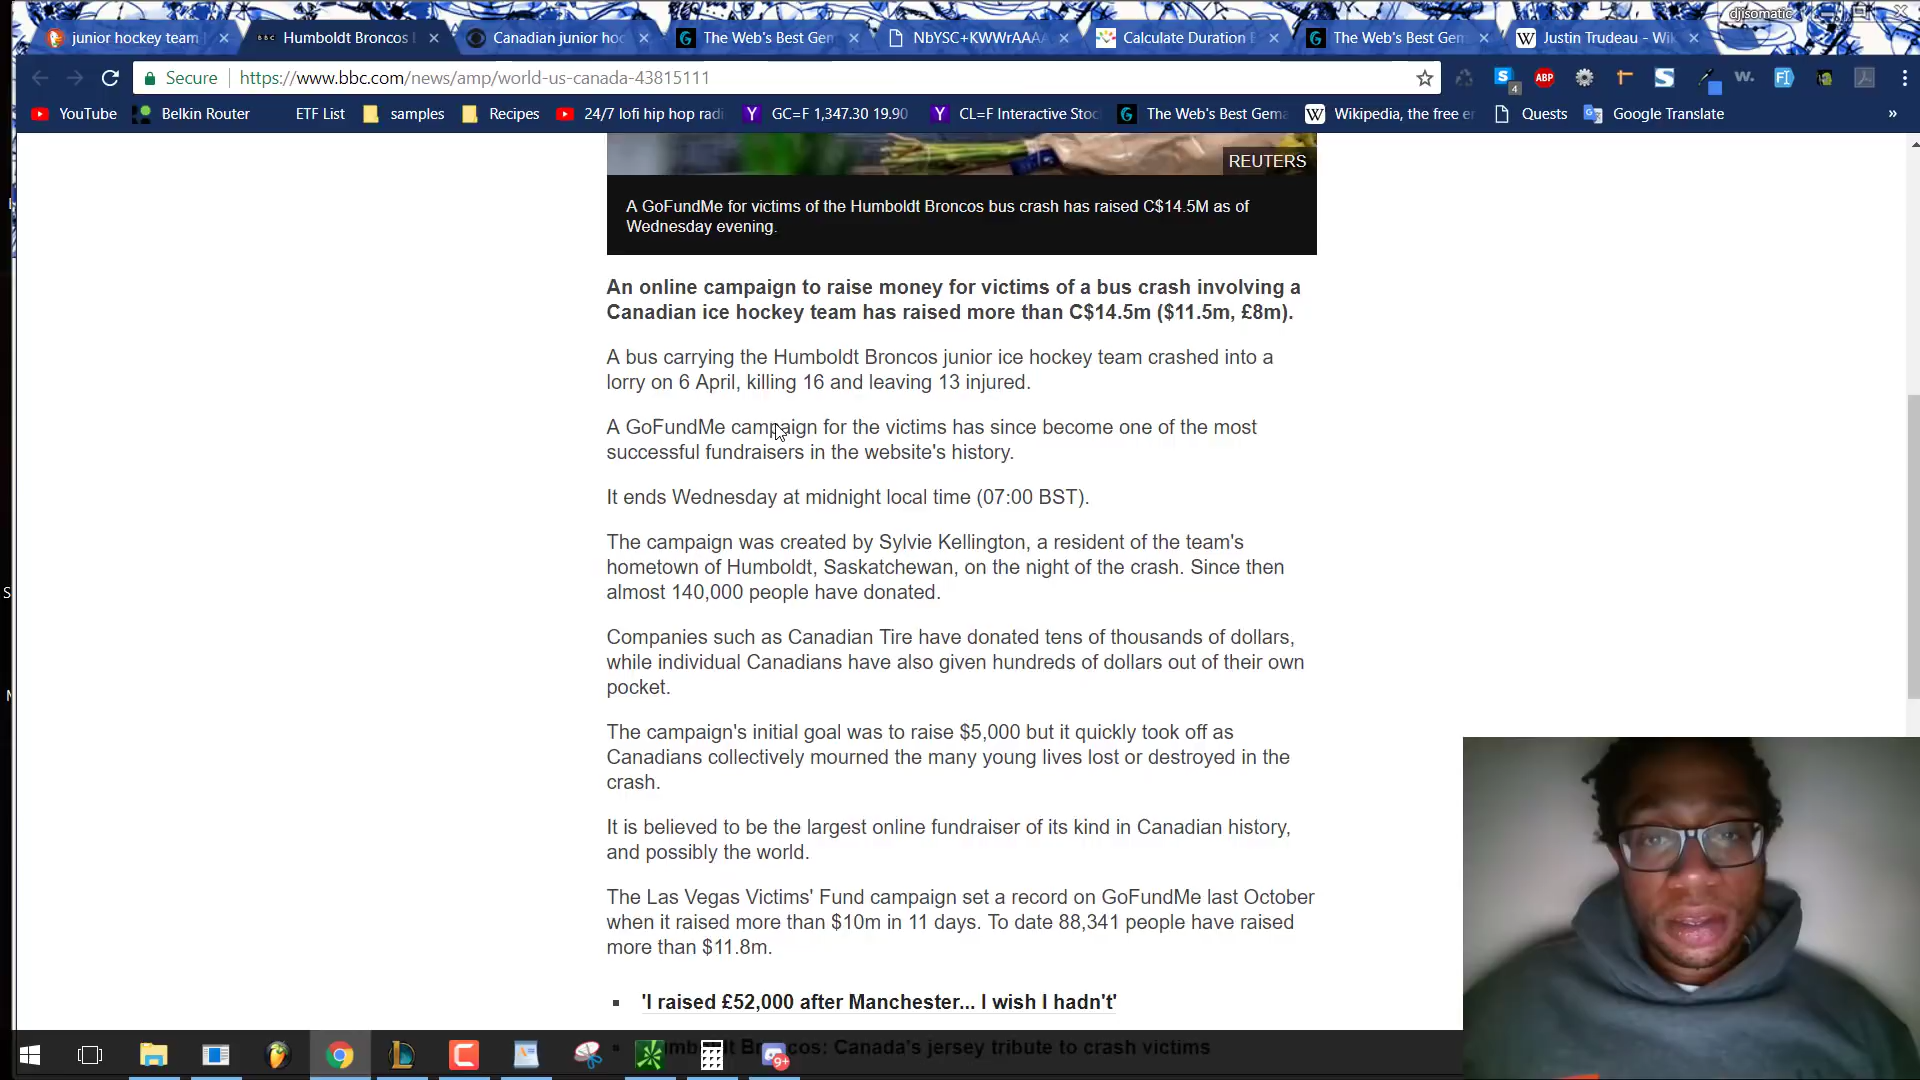 djisomatic
junior hockey team
BBC Humboldt Broncos
Canadian junior hoc
The Web's Best Gem
NbYSC+KWWrAAAA
Calculate Duration
The Web's Best Gem
W Justin Trudeau - Wik
Secure https://www.bbc.com/news/amp/world-us-canada-43815111
YouTube
Belkin Router
ETF List
samples
Recipes
24/7 lofi hip hop radi
GC=F 1,347.30 19.90
CL=F Interactive Stoc
The Web's Best Gema
Wikipedia, the free en
Quests
Google Translate
»
REUTERS
A GoFundMe for victims of the Humboldt Broncos bus crash has raised C$14.5M as of
Wednesday evening.
An online campaign to raise money for victims of a bus crash involving a
Canadian ice hockey team has raised more than C$14.5m ($11.5m, £8m).
A bus carrying the Humboldt Broncos junior ice hockey team crashed into a
lorry on 6 April, killing 16 and leaving 13 injured.
A GoFundMe campaign for the victims has since become one of the most
successful fundraisers in the website's history.
It ends Wednesday at midnight local time (07:00 BST).
The campaign was created by Sylvie Kellington, a resident of the team's
hometown of Humboldt, Saskatchewan, on the night of the crash. Since then
almost 140,000 people have donated.
Companies such as Canadian Tire have donated tens of thousands of dollars,
while individual Canadians have also given hundreds of dollars out of their own
pocket.
The campaign's initial goal was to raise $5,000 but it quickly took off as
Canadians collectively mourned the many young lives lost or destroyed in the
crash.
It is believed to be the largest online fundraiser of its kind in Canadian history,
and possibly the world.
The Las Vegas Victims' Fund campaign set a record on GoFundMe last October
when it raised more than $10m in 11 days. To date 88,341 people have raised
more than $11.8m.
'I raised £52,000 after Manchester... I wish I hadn't'
Canada's jersey tribute to crash victims